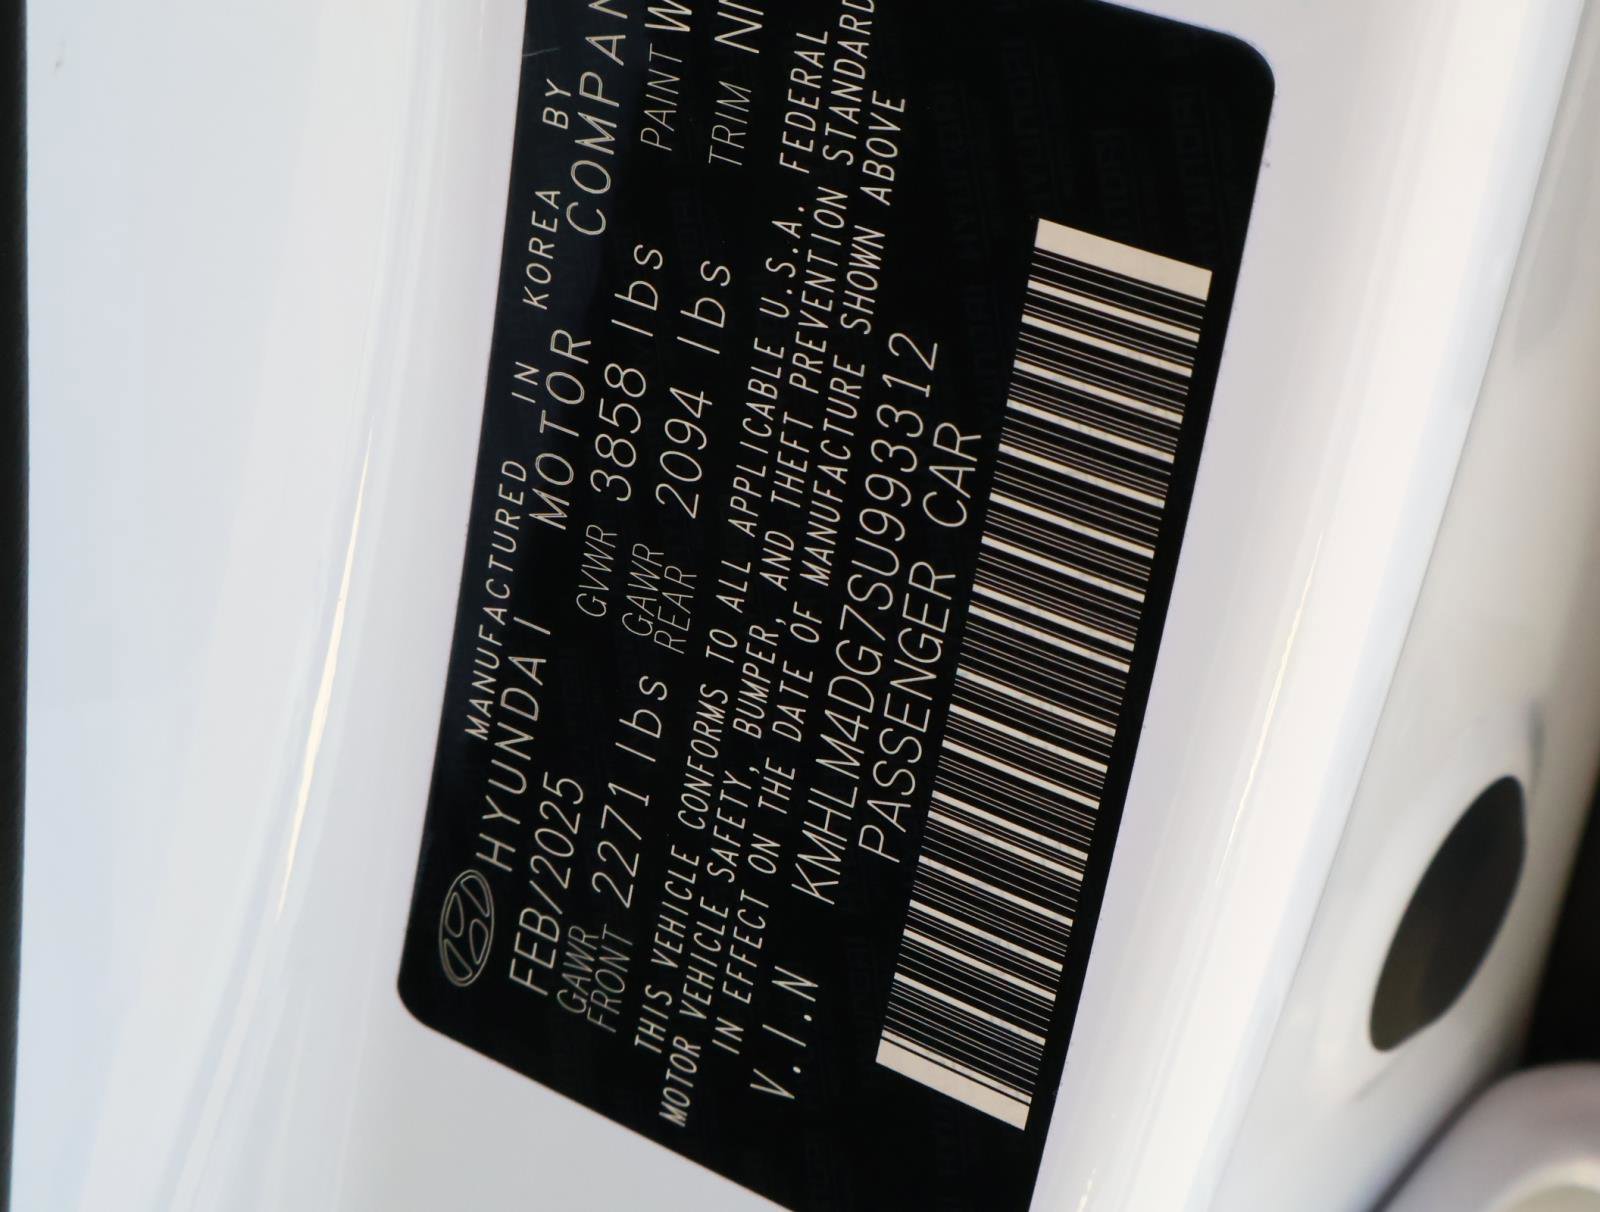 MANUFACTURED IN KOREA BY
HYUNDAI MOTOR COMPAN
FEB/2025 GVWR 3858 lbs PAINT W
GAWR FRONT 2271 lbs GAWR REAR 2094 lbs TRIM
THIS VEHICLE CONFORMS TO ALL APPLICABLE U.S.A. FEDERAL
MOTOR VEHICLE SAFETY, BUMPER, AND THEFT PREVENTION STANDARD
IN EFFECT ON THE DATE OF MANUFACTURE SHOWN ABOVE
V.I.N KMHLM4DG7SU993312
PASSENGER CAR